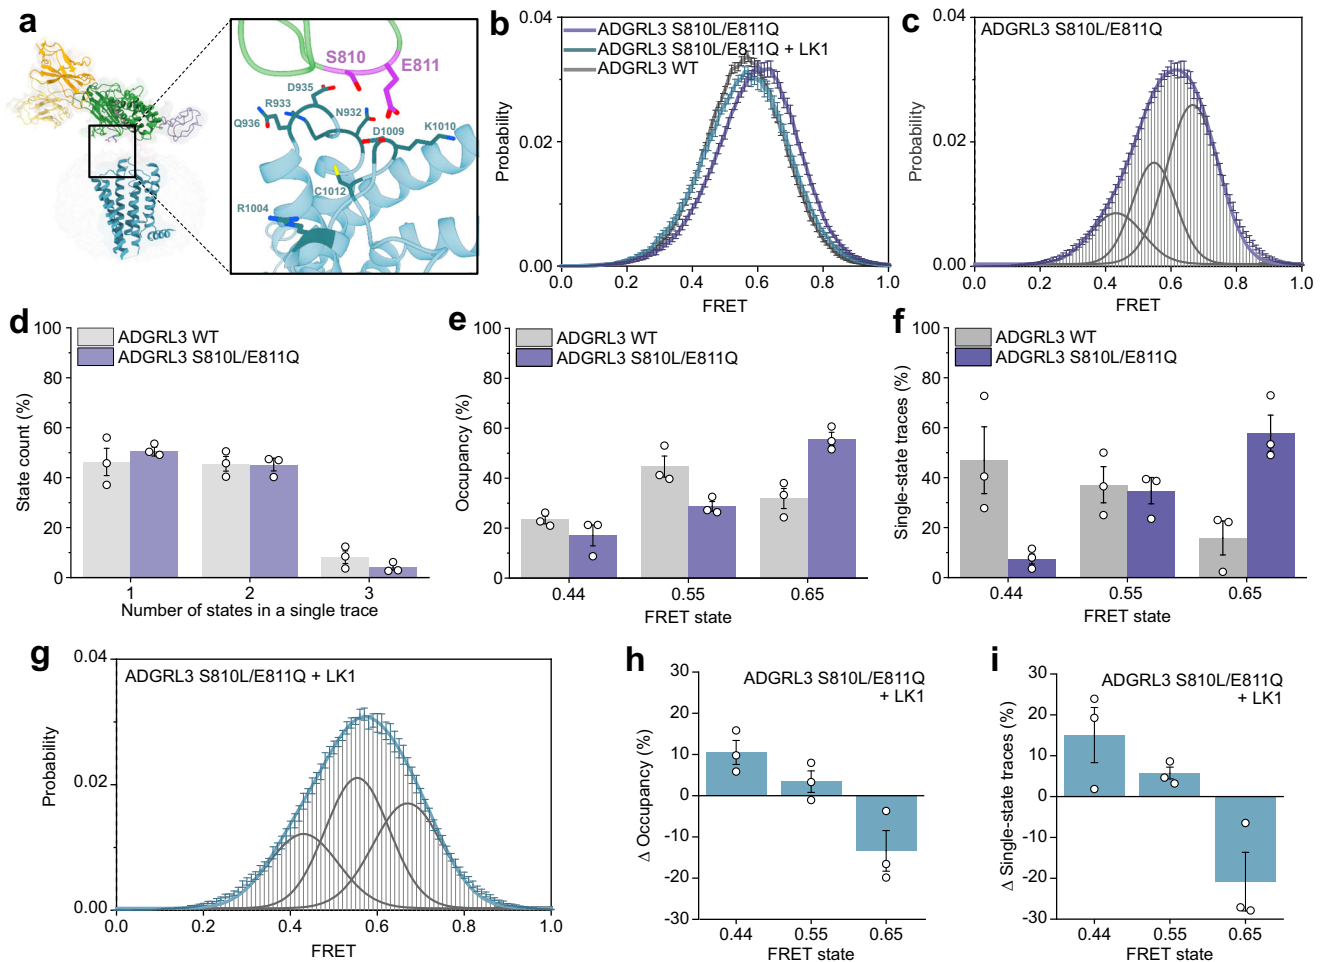 a
S810
E811
D935
R933
N932
Q936
D1009
K1010
C1012
R1004
b
ADGRL3 S810L/E811Q
ADGRL3 S810L/E811Q + LK1
ADGRL3 WT
0.04
0.02
0.00
Probability
0.0 0.2 0.4 0.6 0.8 1.0
FRET
c
ADGRL3 S810L/E811Q
0.04
0.02
0.00
Probability
0.0 0.2 0.4 0.6 0.8 1.0
FRET
d
ADGRL3 WT
ADGRL3 S810L/E811Q
100
80
60
40
20
0
State count (%)
1 2 3
Number of states in a single trace
e
ADGRL3 WT
ADGRL3 S810L/E811Q
100
80
60
40
20
0
Occupancy (%)
0.44 0.55 0.65
FRET state
f
ADGRL3 WT
ADGRL3 S810L/E811Q
100
80
60
40
20
0
Single-state traces (%)
0.44 0.55 0.65
FRET state
g
ADGRL3 S810L/E811Q + LK1
0.04
0.02
0.00
Probability
0.0 0.2 0.4 0.6 0.8 1.0
FRET
h
ADGRL3 S810L/E811Q
+ LK1
30
20
10
0
-10
-20
-30
Δ Occupancy (%)
0.44 0.55 0.65
FRET state
i
ADGRL3 S810L/E811Q
+ LK1
30
20
10
0
-10
-20
-30
Δ Single-state traces (%)
0.44 0.55 0.65
FRET state